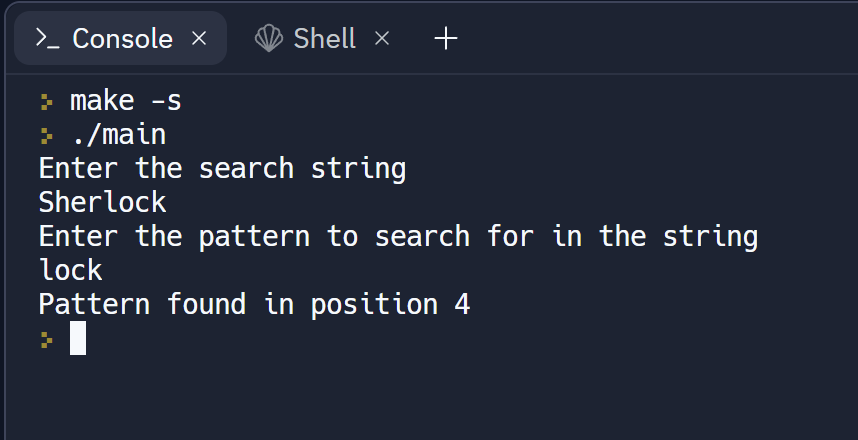 >_ Console × Shell × +
> make -s
> ./main
Enter the search string
Sherlock
Enter the pattern to search for in the string
lock
Pattern found in position 4
>